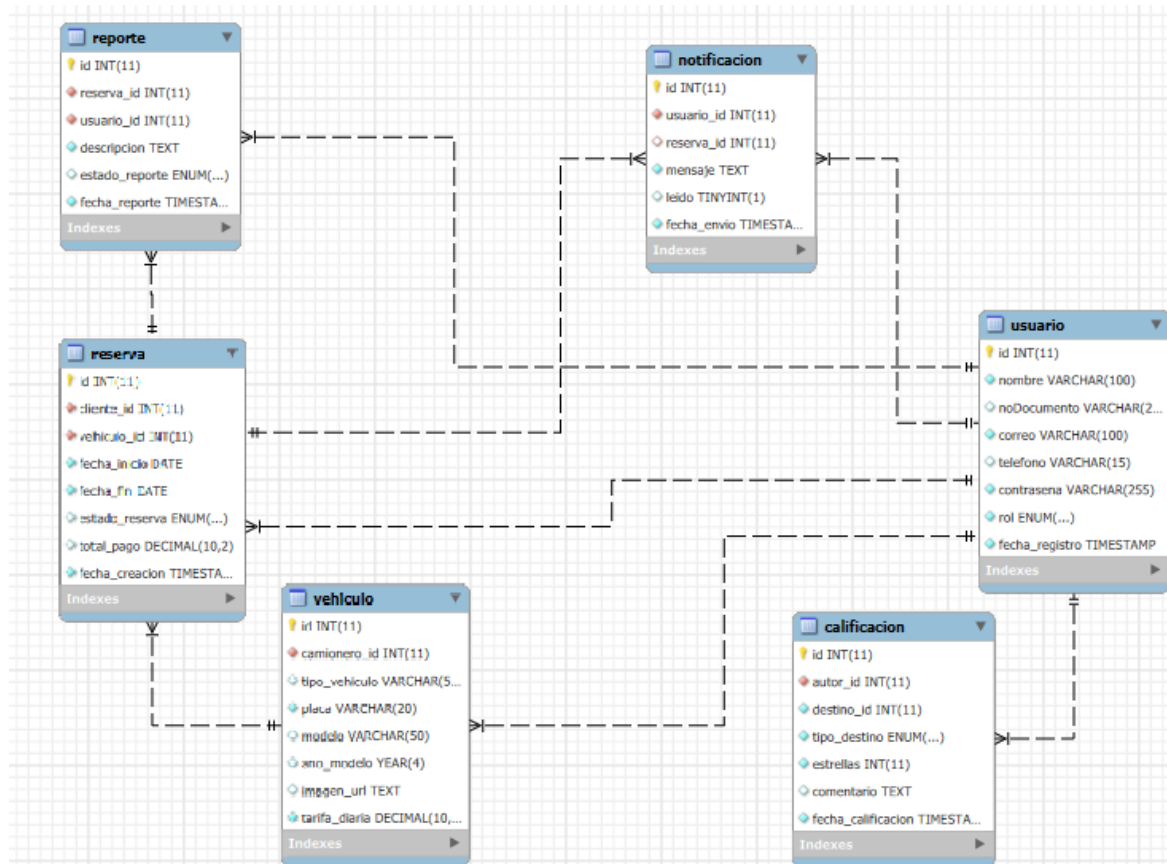 reporte
id INT(11)
reserva_id INT(11)
usuario_id INT(11)
descripcion TEXT
estado_reporte ENUM(...)
fecha_reporte TIMESTA...
Indexes
notificacion
id INT(11)
usuario_id INT(11)
reserva_id INT(11)
mensaje TEXT
leido TINYINT(1)
fecha_envio TIMESTA...
Indexes
usuario
id INT(11)
nombre VARCHAR(100)
noDocumento VARCHAR(2...
correo VARCHAR(100)
telefono VARCHAR(15)
contrasena VARCHAR(255)
rol ENUM(...)
fecha_registro TIMESTAMP
Indexes
reserva
id INT(11)
cliente_id INT(11)
vehiculo_id INT(11)
fecha_inicio DATE
fecha_fin DATE
estado_reserva ENUM(...)
total_pago DECIMAL(10,2)
fecha_creacion TIMESTA...
Indexes
vehiculo
id INT(11)
camionero_id INT(11)
tipo_vehiculo VARCHAR(5...
placa VARCHAR(20)
modelo VARCHAR(50)
ano_modelo YEAR(4)
imagen_url TEXT
tarifa_diaria DECIMAL(10,...
Indexes
calificacion
id INT(11)
autor_id INT(11)
destino_id INT(11)
tipo_destino ENUM(...)
estrellas INT(11)
comentario TEXT
fecha_calificacion TIMESTA...
Indexes